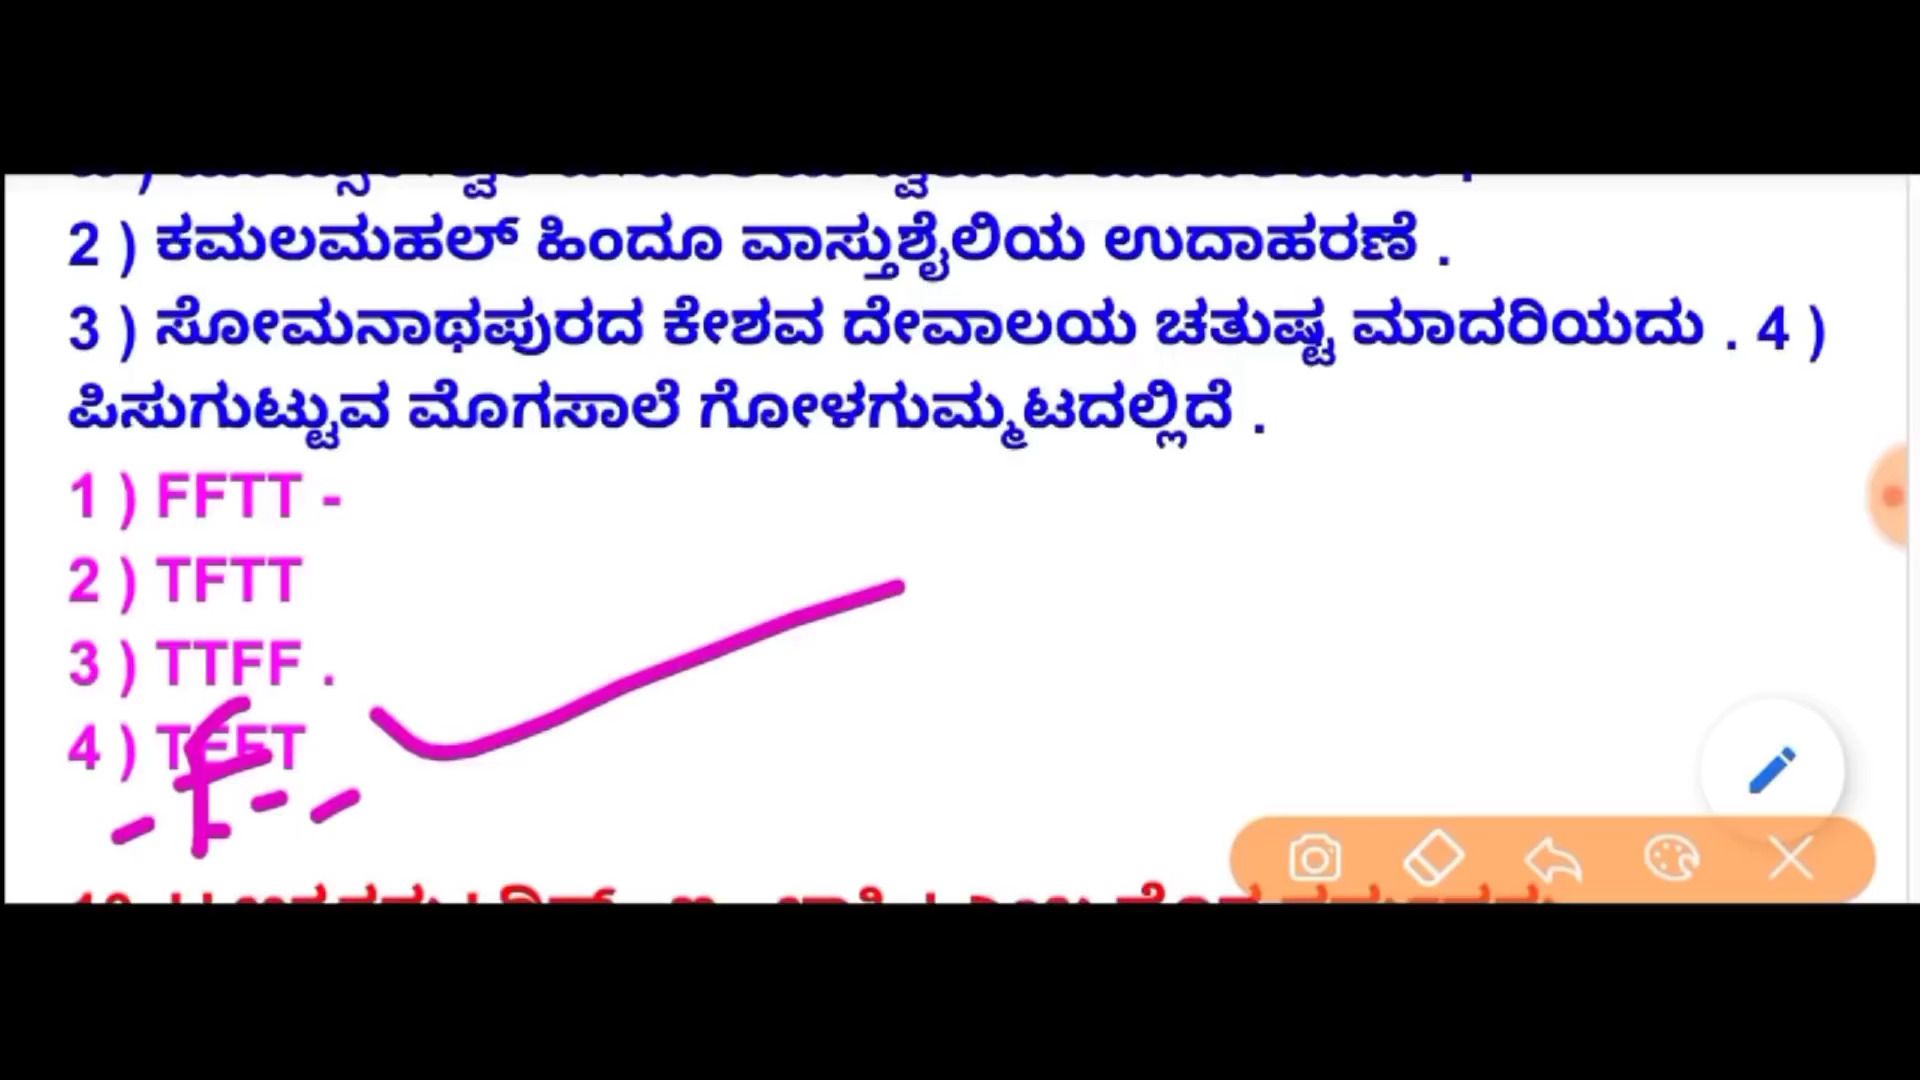 2 ) ಕಮಲಮಹಲ್ ಹಿಂದೂ ವಾಸ್ತುಶೈಲಿಯ ಉದಾಹರಣೆ .
3 ) ಸೋಮನಾಥಪುರದ ಕೇಶವ ದೇವಾಲಯ ಚತುಷ್ಟ ಮಾದರಿಯದು . 4 )
ಪಿಸುಗುಟ್ಟುವ ಮೊಗಸಾಲೆ ಗೋಳಗುಮ್ಮಟದಲ್ಲಿದೆ .
1 ) FFTT -
2 ) TFTT
3 ) TTFF .
4 ) TFFT